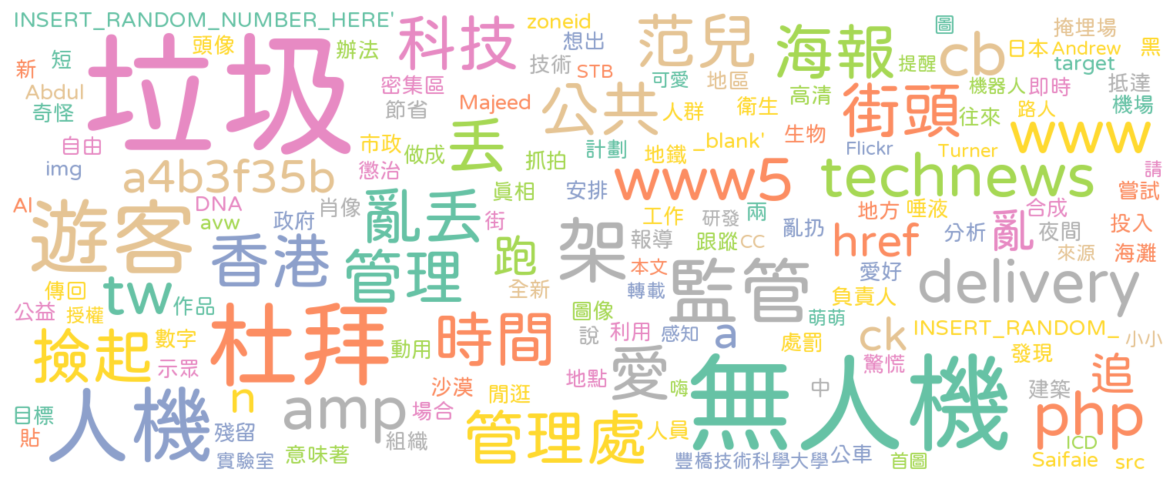 INSERT_RANDOM_NUMBER_HERE'
頭像
辦法
科技
zoneid
想出
范兒
海報
圖
cb
掩埋場
日本
Andrew
黑
新
短
垃圾
密集區
技術
STB
可愛
地區
提醒
target
Abdul
奇怪
節省
Majeed
公共
人群
衛生
高清
街頭
機器人
即時
抵達
機場
往來
路人
自由
市政
做成
丟
抓拍
計劃
地鐵
_blank'
生物
Flickr
Turner
www
img
a4b3f35b
懲治
眞相
安排
www5
technews
請
嘗試
AI
遊客
DNA
avw
政府
肖像
亂丟
街
架
工作
研發
兩
亂扔
地方
唾液
亂
合成
投入
香港
管理
跑
報導
跟蹤
CC
href
分析
夜間
來源
海灘
傳回
本文
監管
愛好
delivery
公益
授權
tw
作品
全新
圖像
轉載
負責人
撿起
數字
示眾
杜拜
動用
時間
說
利用
感知
a
萌萌
處罰
ck
INSERT_RANDOM_
小小
發現
驚慌
目標
貼
人機
n
殘留
沙漠
閒逛
地點
愛
嗨
無人機
中
建築
追
amp
場合
組織
管理處
人員
php
實驗室
意味著
豐橋技術科學大學
公車
首圖
ICD
Saifaie
src